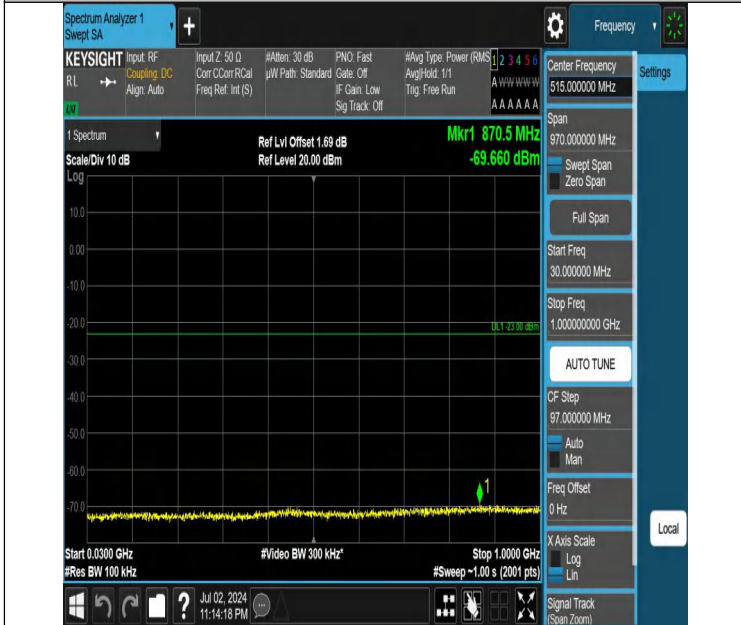 Spectrum Analyzer 1
Swept SA
+
Frequency
KEYSIGHT
RL
Input: RF
Coupling: DC
Align: Auto
Input Z: 50 Ω
Corr CCorr RCal
Freq Ref: Int (S)
#Atten: 30 dB
µW Path: Standard
PNO: Fast
Gate: Off
IF Gain: Low
Sig Track: Off
#Avg Type: Power (RMS
Avg|Hold: 1/1
Trig: Free Run
1 2 3 4 5 6
A W W W W W
A A A A A A
1 Spectrum
Scale/Div 10 dB
Log
Ref Lvl Offset 1.69 dB
Ref Level 20.00 dBm
Mkr1 870.5 MHz
-69.660 dBm
10.0
0.00
-10.0
-20.0
DL1 -23.00 dBm
-30.0
-40.0
-50.0
-60.0
-70.0
1
Start 0.0300 GHz
#Res BW 100 kHz
#Video BW 300 kHz*
Stop 1.0000 GHz
#Sweep ~1.00 s (2001 pts)
?
Jul 02, 2024
11:14:18 PM
Center Frequency
515.000000 MHz
Span
970.000000 MHz
Swept Span
Zero Span
Full Span
Start Freq
30.000000 MHz
Stop Freq
1.000000000 GHz
AUTO TUNE
CF Step
97.000000 MHz
Auto
Man
Freq Offset
0 Hz
X Axis Scale
Log
Lin
Signal Track
(Span Zoom)
Settings
Local